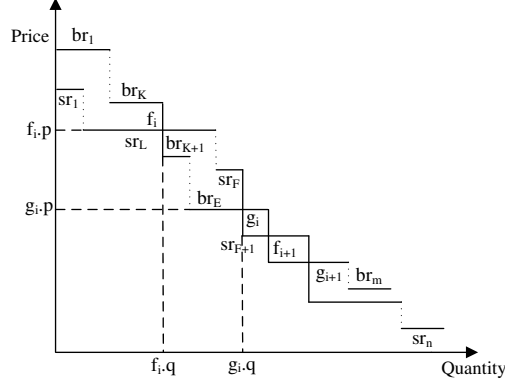 Price
br1
sr1
brK
fi
fi.p
srL
brK+1
srF
brE
gi.p
gi
srF+1
fi+1
gi+1
brm
srn
fi.q
gi.q
Quantity